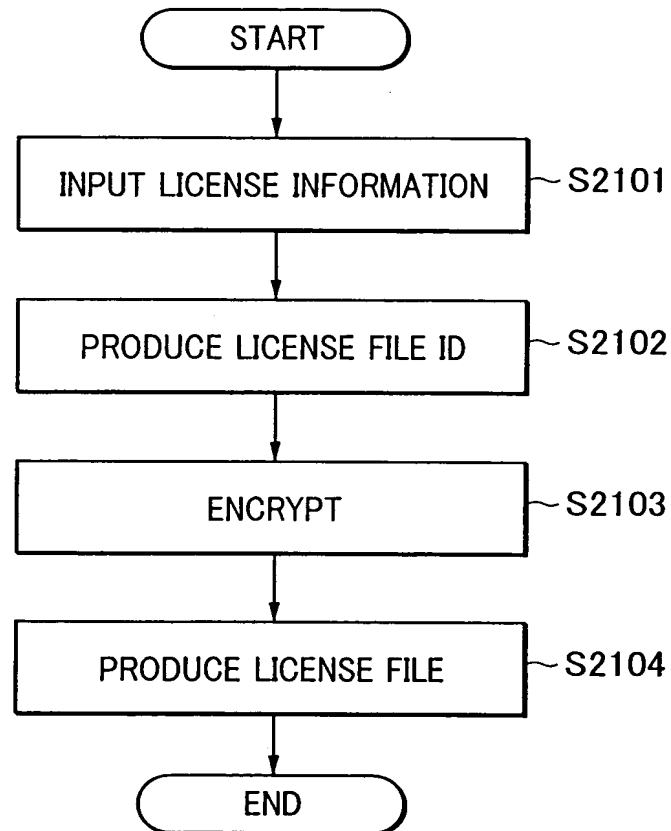 START
INPUT LICENSE INFORMATION
S2101
PRODUCE LICENSE FILE ID
S2102
ENCRYPT
S2103
PRODUCE LICENSE FILE
S2104
END